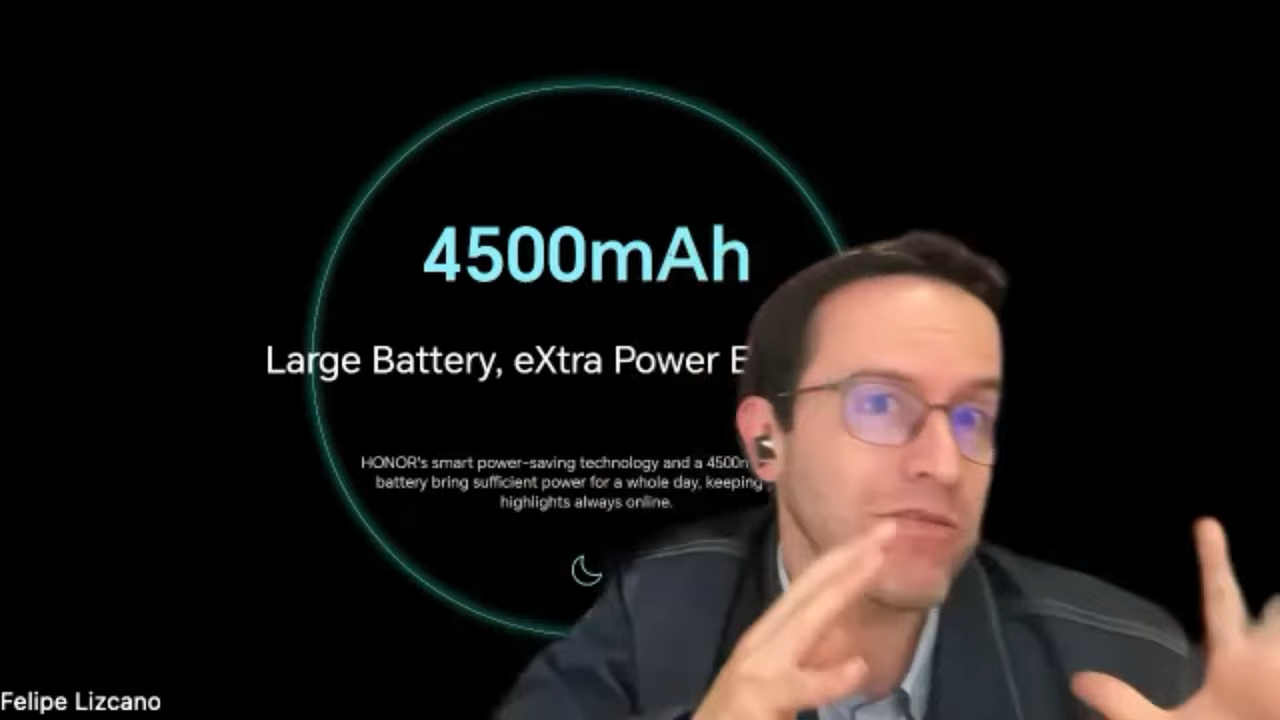 4500mAh
Large Battery, eXtra Power
HONOR's smart power-saving technology and a
battery bring sufficient power for a whole day, keeping
highlights always online.
Felipe Lizcano